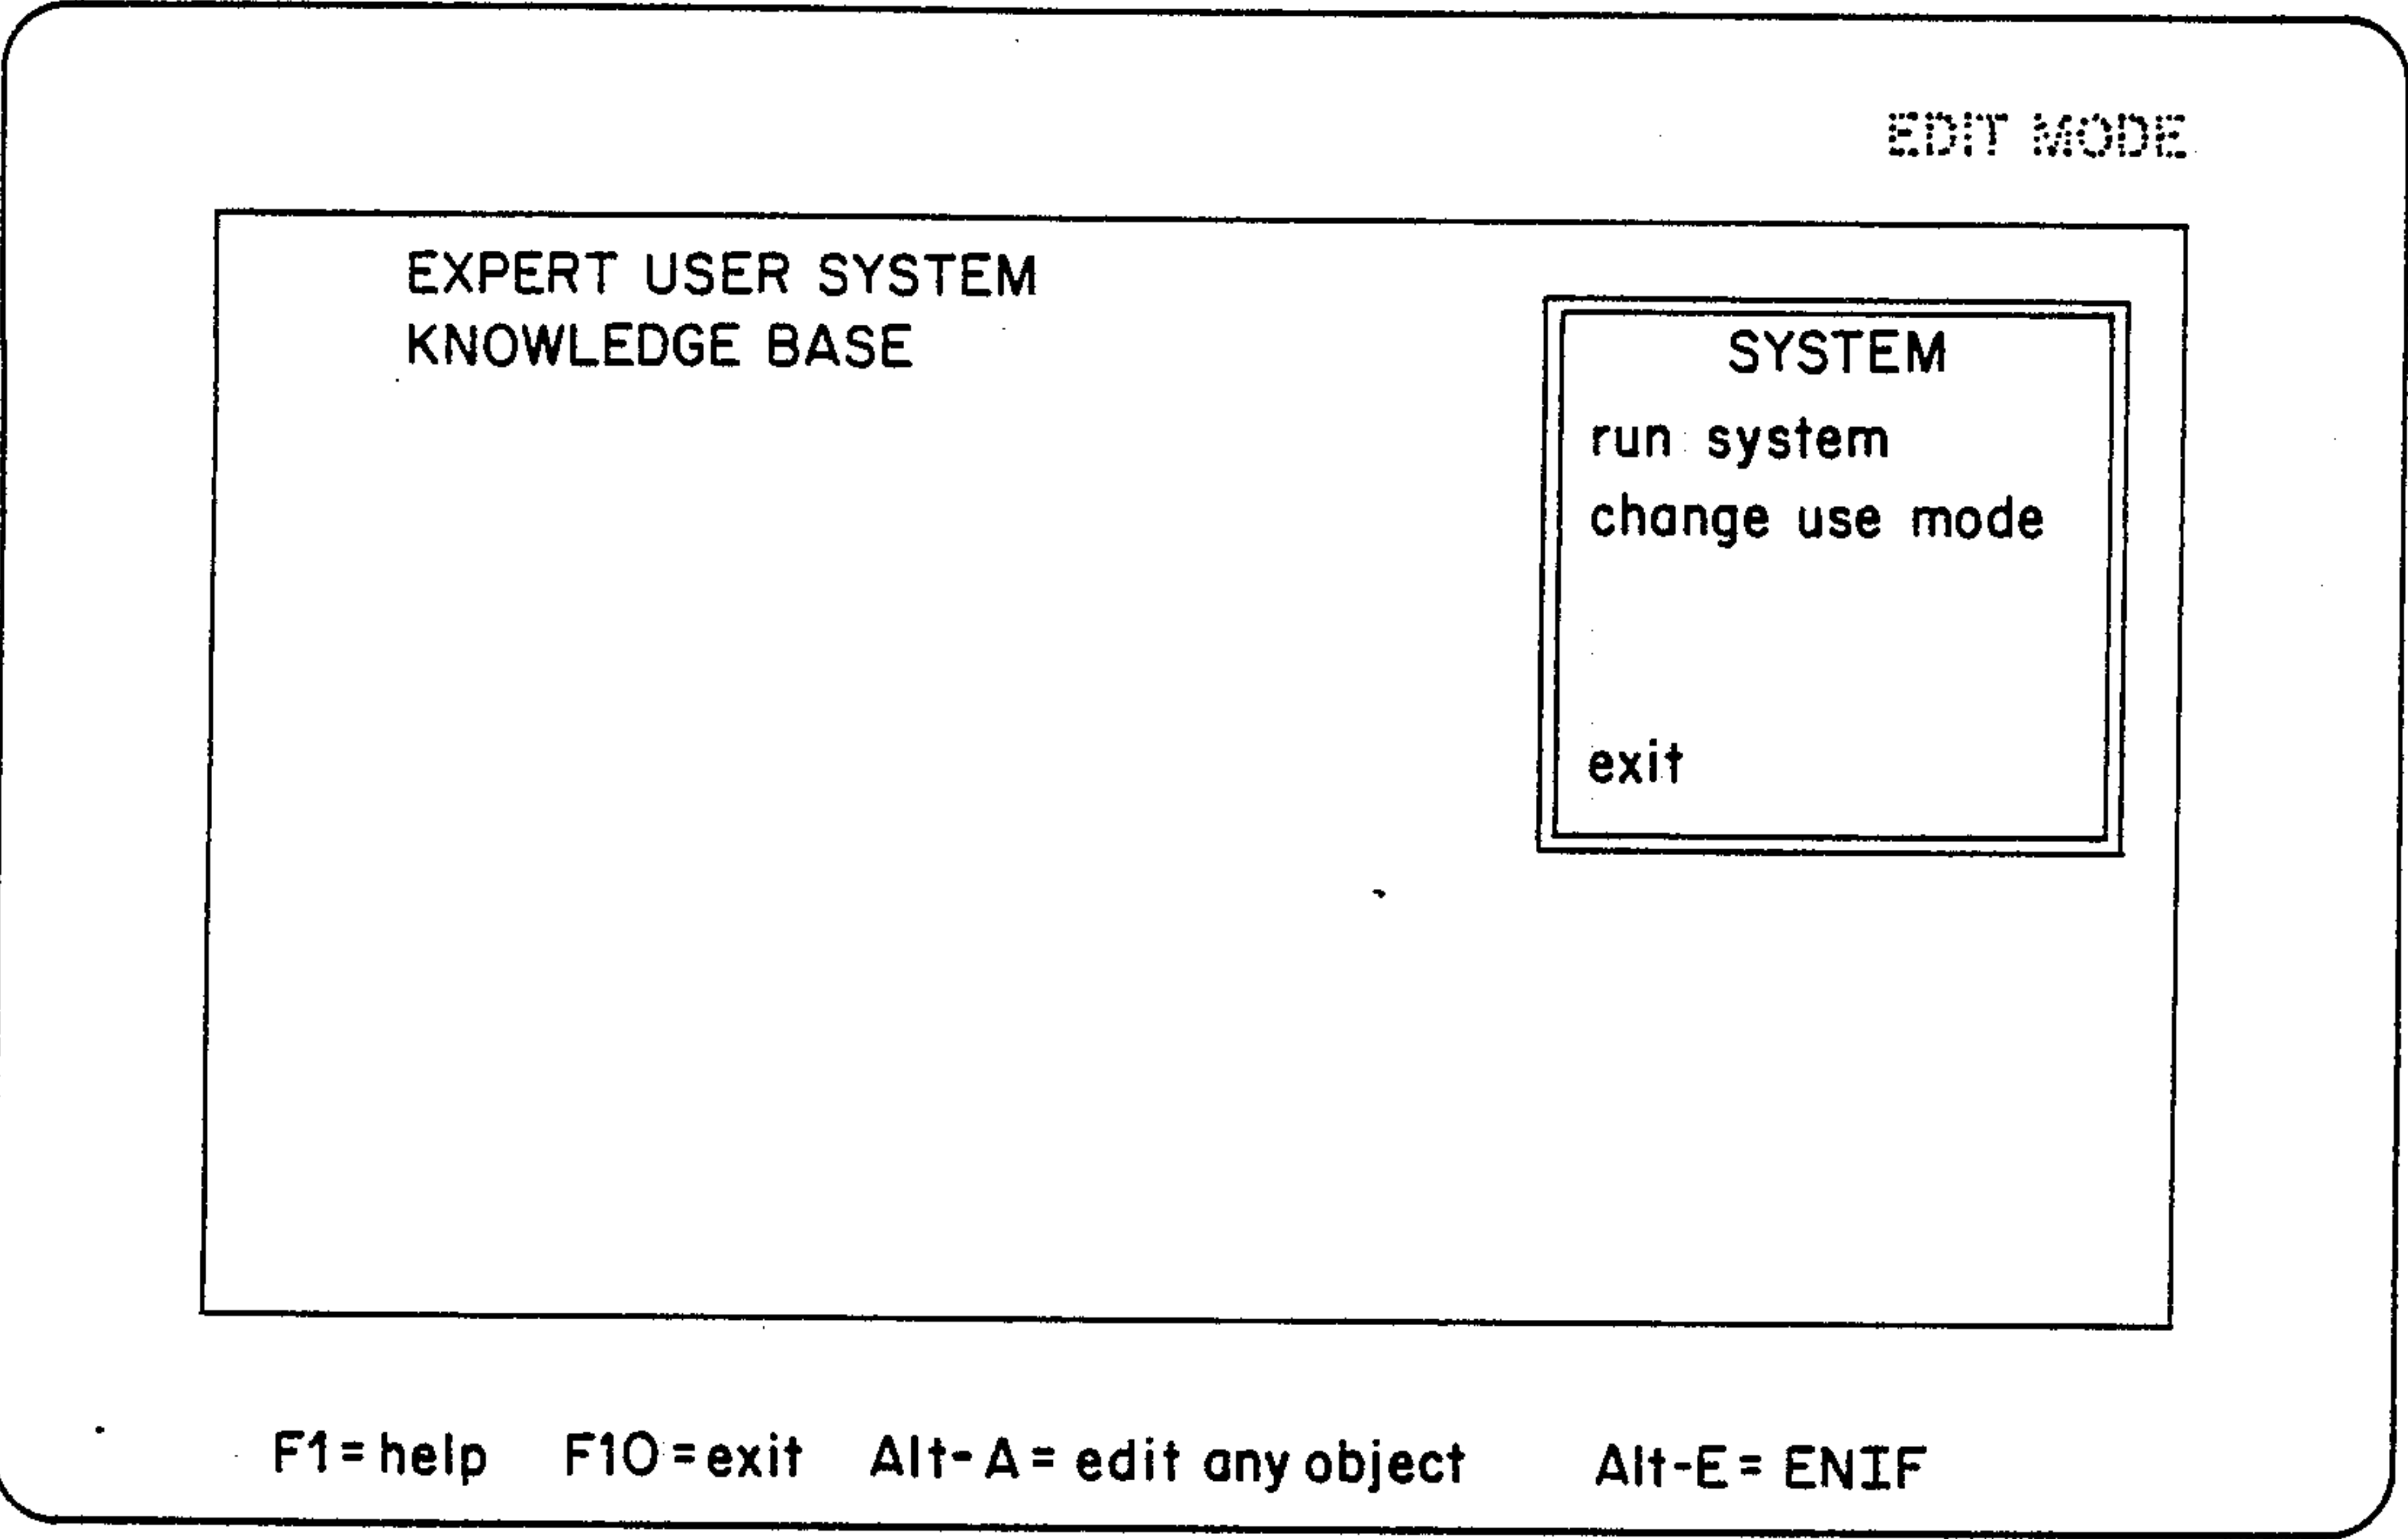 EDIT MODE
EXPERT USER SYSTEM
KNOWLEDGE BASE
SYSTEM
run system
change use mode
exit
F1=help F10=exit Alt-A= edit any object Alt-E= ENIF